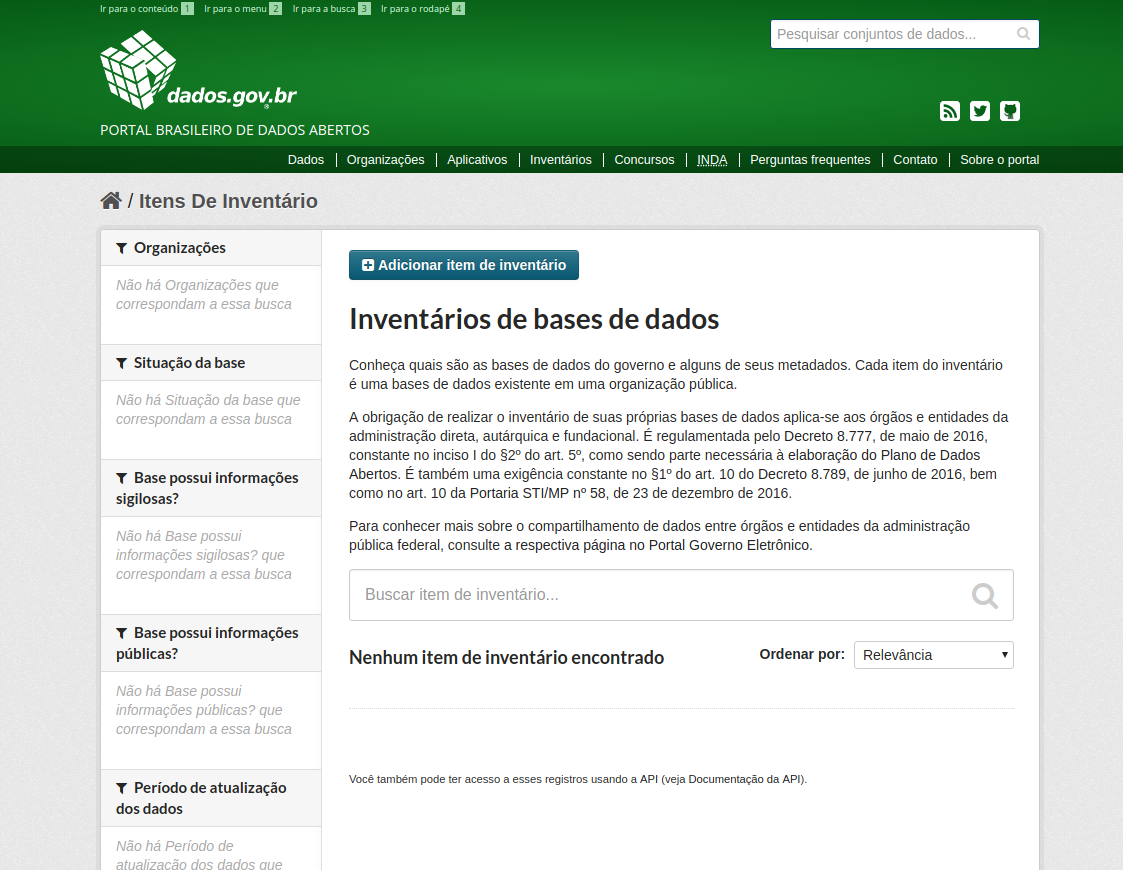 Ir para o conteúdo 1 Ir para o menu 2 Ir para a busca 3 Ir para o rodapé 4
Pesquisar conjuntos de dados...
dados.gov.br
PORTAL BRASILEIRO DE DADOS ABERTOS
Dados Organizações Aplicativos Inventários Concursos INDA Perguntas frequentes Contato Sobre o portal
/ Itens De Inventário
Organizações
Não há Organizações que
correspondam a essa busca
Situação da base
Não há Situação da base que
correspondam a essa busca
Base possui informações
sigilosas?
Não há Base possui
informações sigilosas? que
correspondam a essa busca
Base possui informações
públicas?
Não há Base possui
informações públicas? que
correspondam a essa busca
Período de atualização
dos dados
Não há Período de
atualização dos dados que
Adicionar item de inventário
Inventários de bases de dados
Conheça quais são as bases de dados do governo e alguns de seus metadados. Cada item do inventário
é uma bases de dados existente em uma organização pública.
A obrigação de realizar o inventário de suas próprias bases de dados aplica-se aos órgãos e entidades da
administração direta, autárquica e fundacional. É regulamentada pelo Decreto 8.777, de maio de 2016,
constante no inciso I do §2º do art. 5º, como sendo parte necessária à elaboração do Plano de Dados
Abertos. É também uma exigência constante no §1º do art. 10 do Decreto 8.789, de junho de 2016, bem
como no art. 10 da Portaria STI/MP nº 58, de 23 de dezembro de 2016.
Para conhecer mais sobre o compartilhamento de dados entre órgãos e entidades da administração
pública federal, consulte a respectiva página no Portal Governo Eletrônico.
Buscar item de inventário...
Nenhum item de inventário encontrado
Ordenar por: Relevância
Você também pode ter acesso a esses registros usando a API (veja Documentação da API).